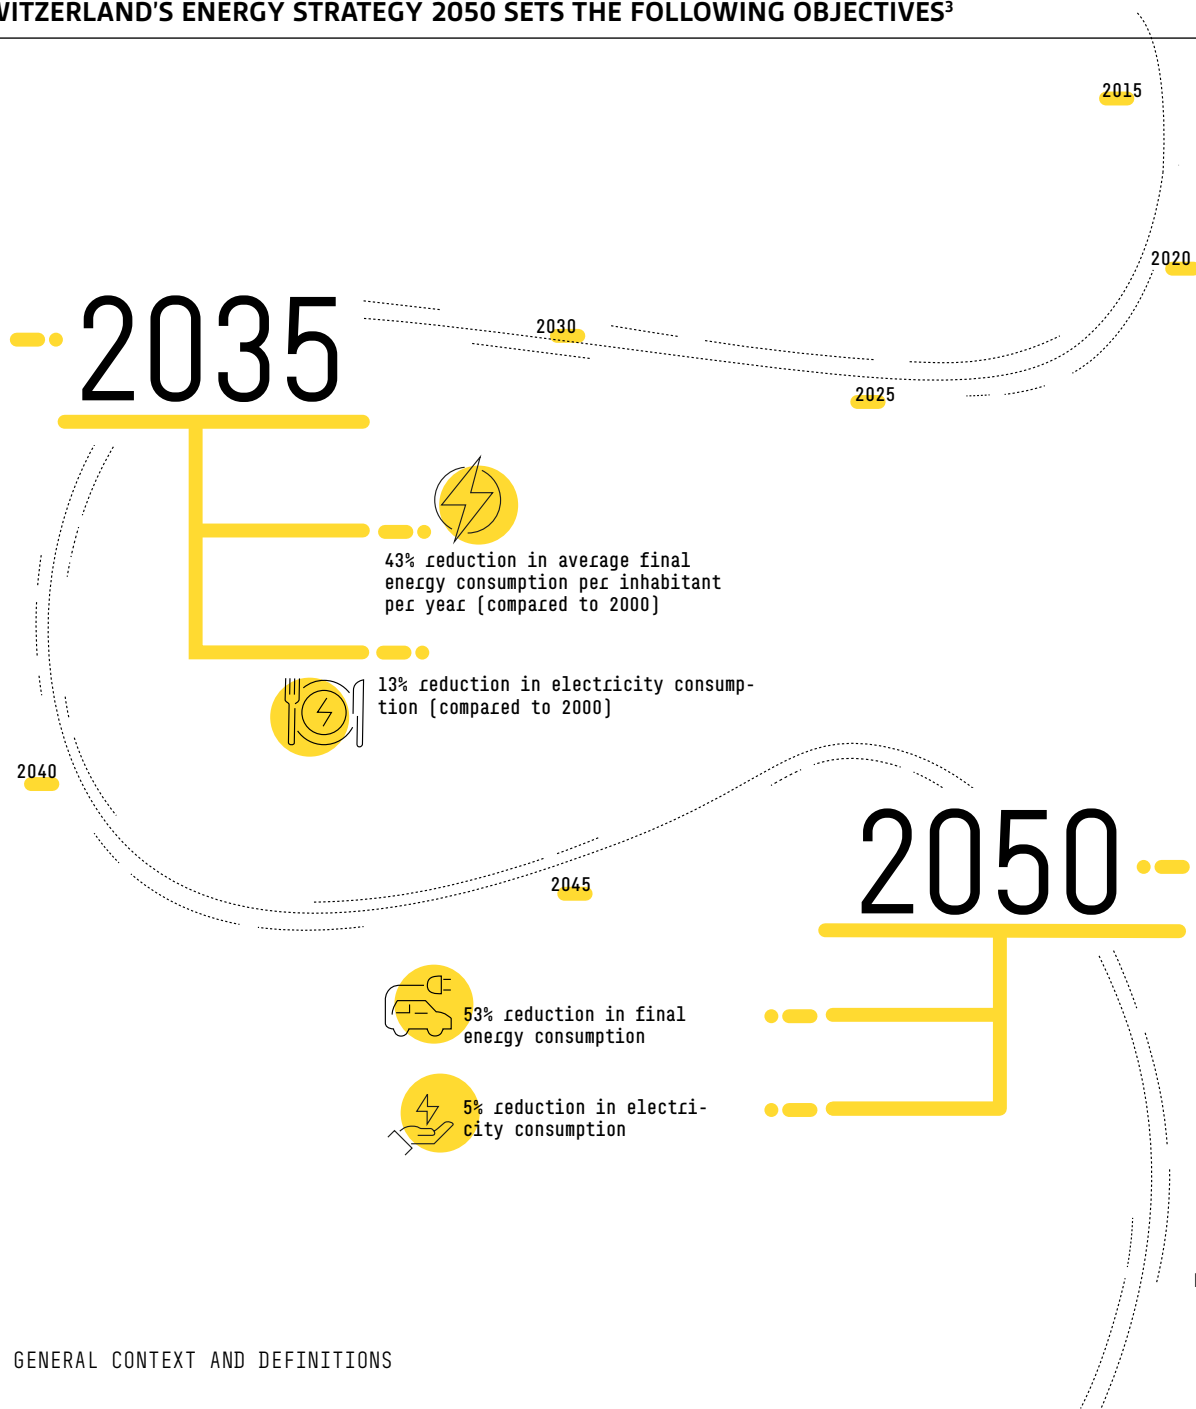 WITZERLAND'S ENERGY STRATEGY 2050 SETS THE FOLLOWING OBJECTIVES³
2015
2020
2030
2025
2035
43% reduction in average final
energy consumption per inhabitant
per year (compared to 2000)
13% reduction in electricity consump-
tion (compared to 2000)
2040
2045
2050
53% reduction in final
energy consumption
5% reduction in electri-
city consumption
GENERAL CONTEXT AND DEFINITIONS